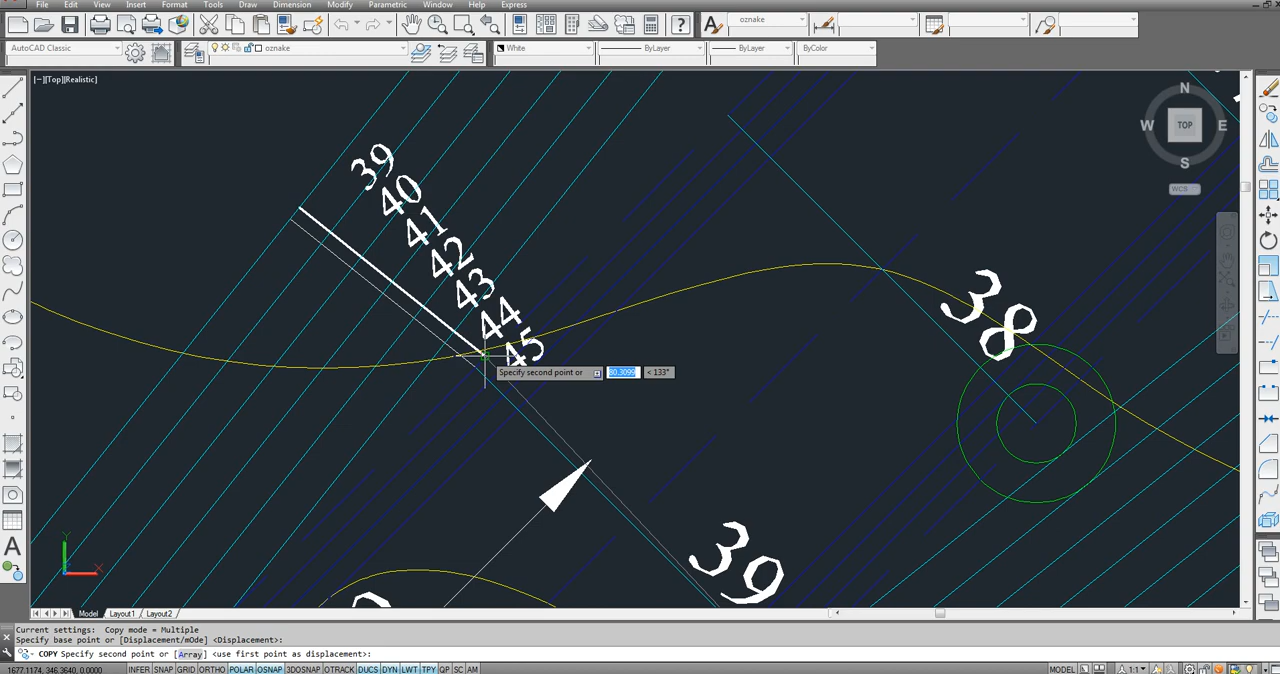 File Edit View Insert Format Tools Draw Dimension Modify Parametric Window Help Express
oznake
AutoCAD Classic oznake White ByLayer ByLayer ByColor
[−][Top][Realistic]
N
W TOP E
S
WCS
39
40
41
42
43
44
45
38
Specify second point or 80.3099 < 133°
39
Y
X
Model Layout1 Layout2
Current settings: Copy mode = Multiple
Specify base point or [Displacement/mOde] <Displacement>:
COPY Specify second point or [Array] <use first point as displacement>:
1677.1174, 346.3640, 0.0000 INFER SNAP GRID ORTHO POLAR OSNAP 3DOSNAP OTRACK DUCS DYN LWT TPY QP SC AM MODEL 1:1